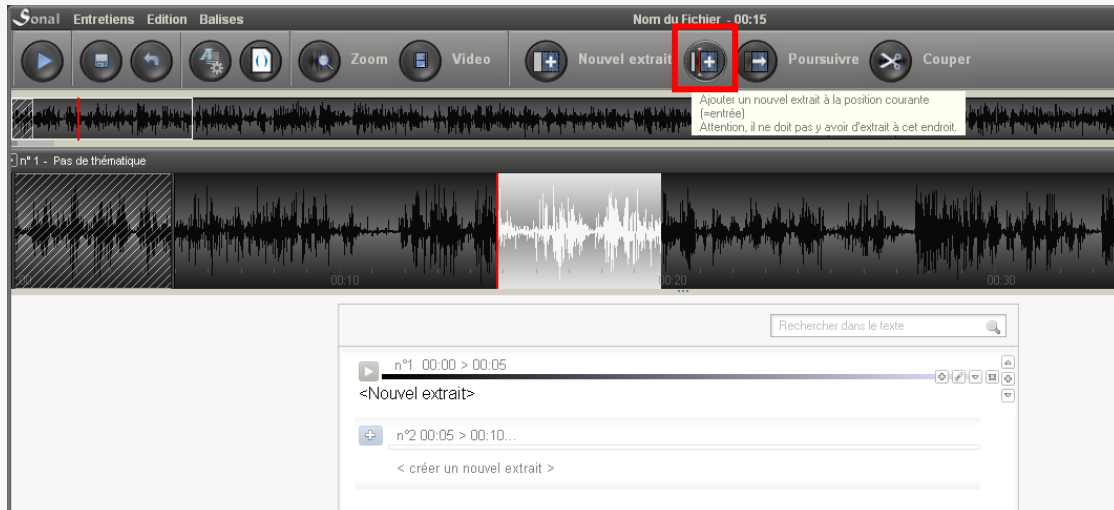 Sonal Entretiens Edition Balises Nom du Fichier - 00:15
Zoom Video Nouvel extrait Poursuivre Couper
Ajouter un nouvel extrait à la position courante
(=entrée)
Attention, il ne doit pas y avoir d'extrait à cet endroit.
n° 1 - Pas de thématique
:00 00:10 00:20 00:30
Rechercher dans le texte
n°1 00:00 > 00:05
<Nouvel extrait>
n°2 00:05 > 00:10...
< créer un nouvel extrait >